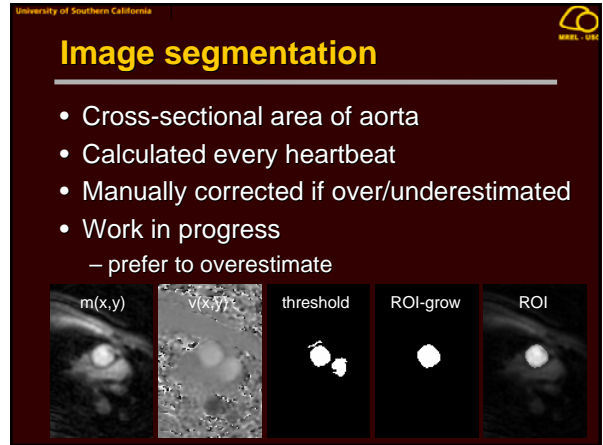 University of Southern California
MREL - USC
Image segmentation
• Cross-sectional area of aorta
• Calculated every heartbeat
• Manually corrected if over/underestimated
• Work in progress
– prefer to overestimate
m(x,y) v(x,y) threshold ROI-grow ROI